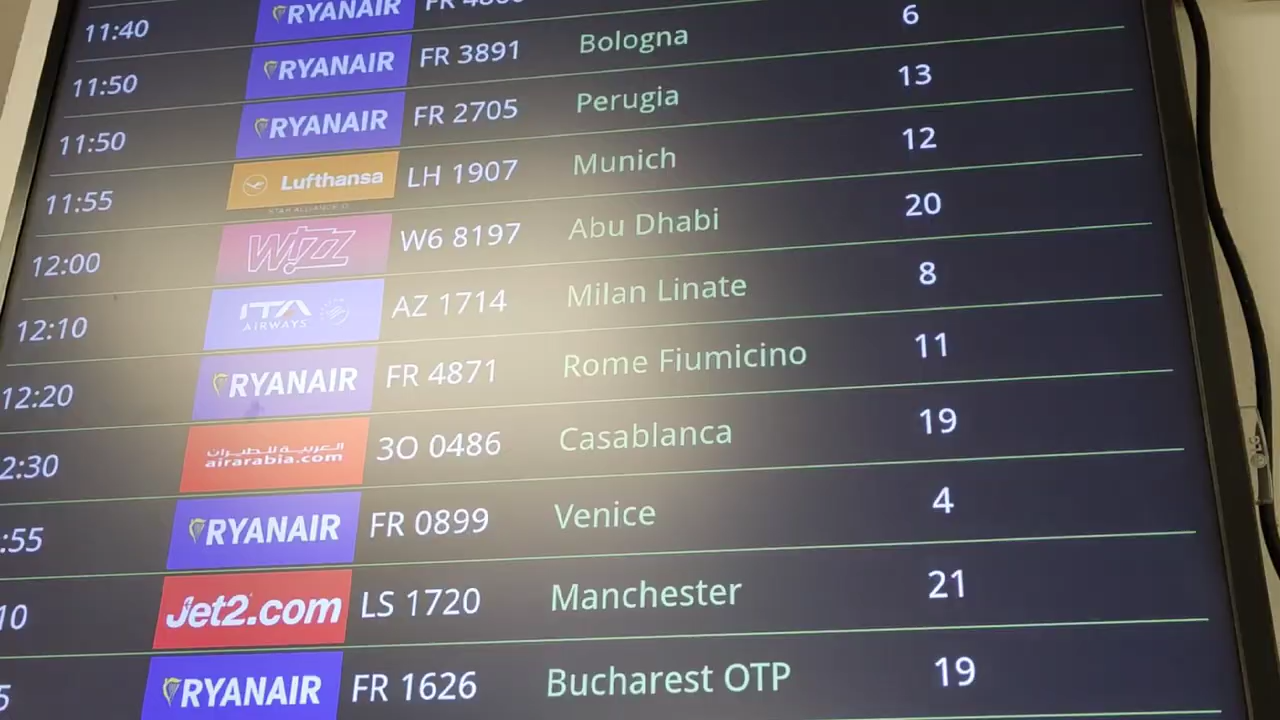 11:40 RYANAIR FR
11:50 RYANAIR FR 3891 Bologna 6
11:50 RYANAIR FR 2705 Perugia 13
11:55 Lufthansa LH 1907 Munich 12
12:00 WIZZ W6 8197 Abu Dhabi 20
12:10 ITA AIRWAYS AZ 1714 Milan Linate 8
12:20 RYANAIR FR 4871 Rome Fiumicino 11
2:30 العربية للطيران airarabia.com 3O 0486 Casablanca 19
:55 RYANAIR FR 0899 Venice 4
10 Jet2.com LS 1720 Manchester 21
5 RYANAIR FR 1626 Bucharest OTP 19